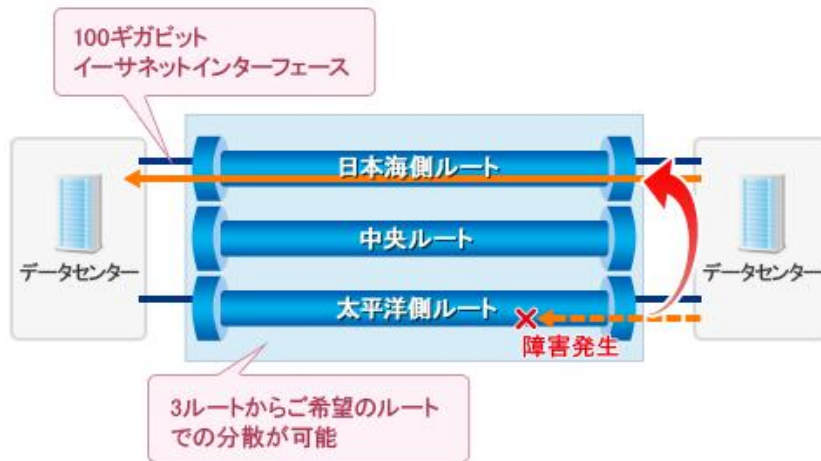 100ギガビット
イーサネットインターフェース
日本海側ルート
中央ルート
データセンター
データセンター
太平洋側ルート
障害発生
3ルートからご希望のルート
での分散が可能